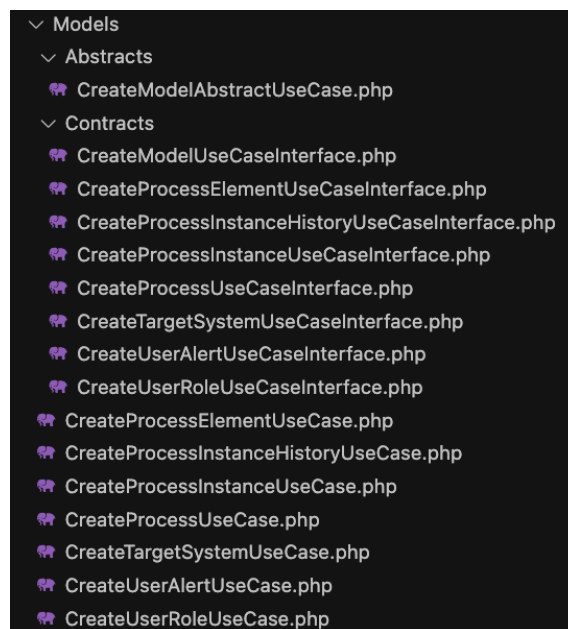 Models
Abstracts
CreateModelAbstractUseCase.php
Contracts
CreateModelUseCaseInterface.php
CreateProcessElementUseCaseInterface.php
CreateProcessInstanceHistoryUseCaseInterface.php
CreateProcessInstanceUseCaseInterface.php
CreateProcessUseCaseInterface.php
CreateTargetSystemUseCaseInterface.php
CreateUserAlertUseCaseInterface.php
CreateUserRoleUseCaseInterface.php
CreateProcessElementUseCase.php
CreateProcessInstanceHistoryUseCase.php
CreateProcessInstanceUseCase.php
CreateProcessUseCase.php
CreateTargetSystemUseCase.php
CreateUserAlertUseCase.php
CreateUserRoleUseCase.php